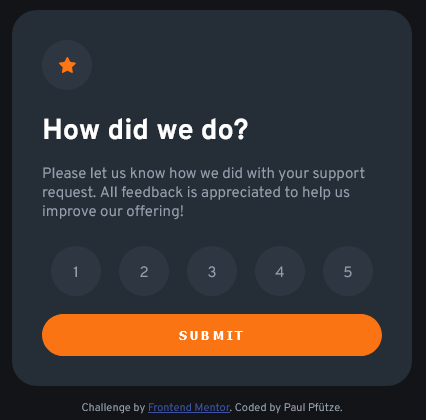 How did we do?
Please let us know how we did with your support
request. All feedback is appreciated to help us
improve our offering!
1 2 3 4 5
SUBMIT
Challenge by Frontend Mentor. Coded by Paul Pfütze.